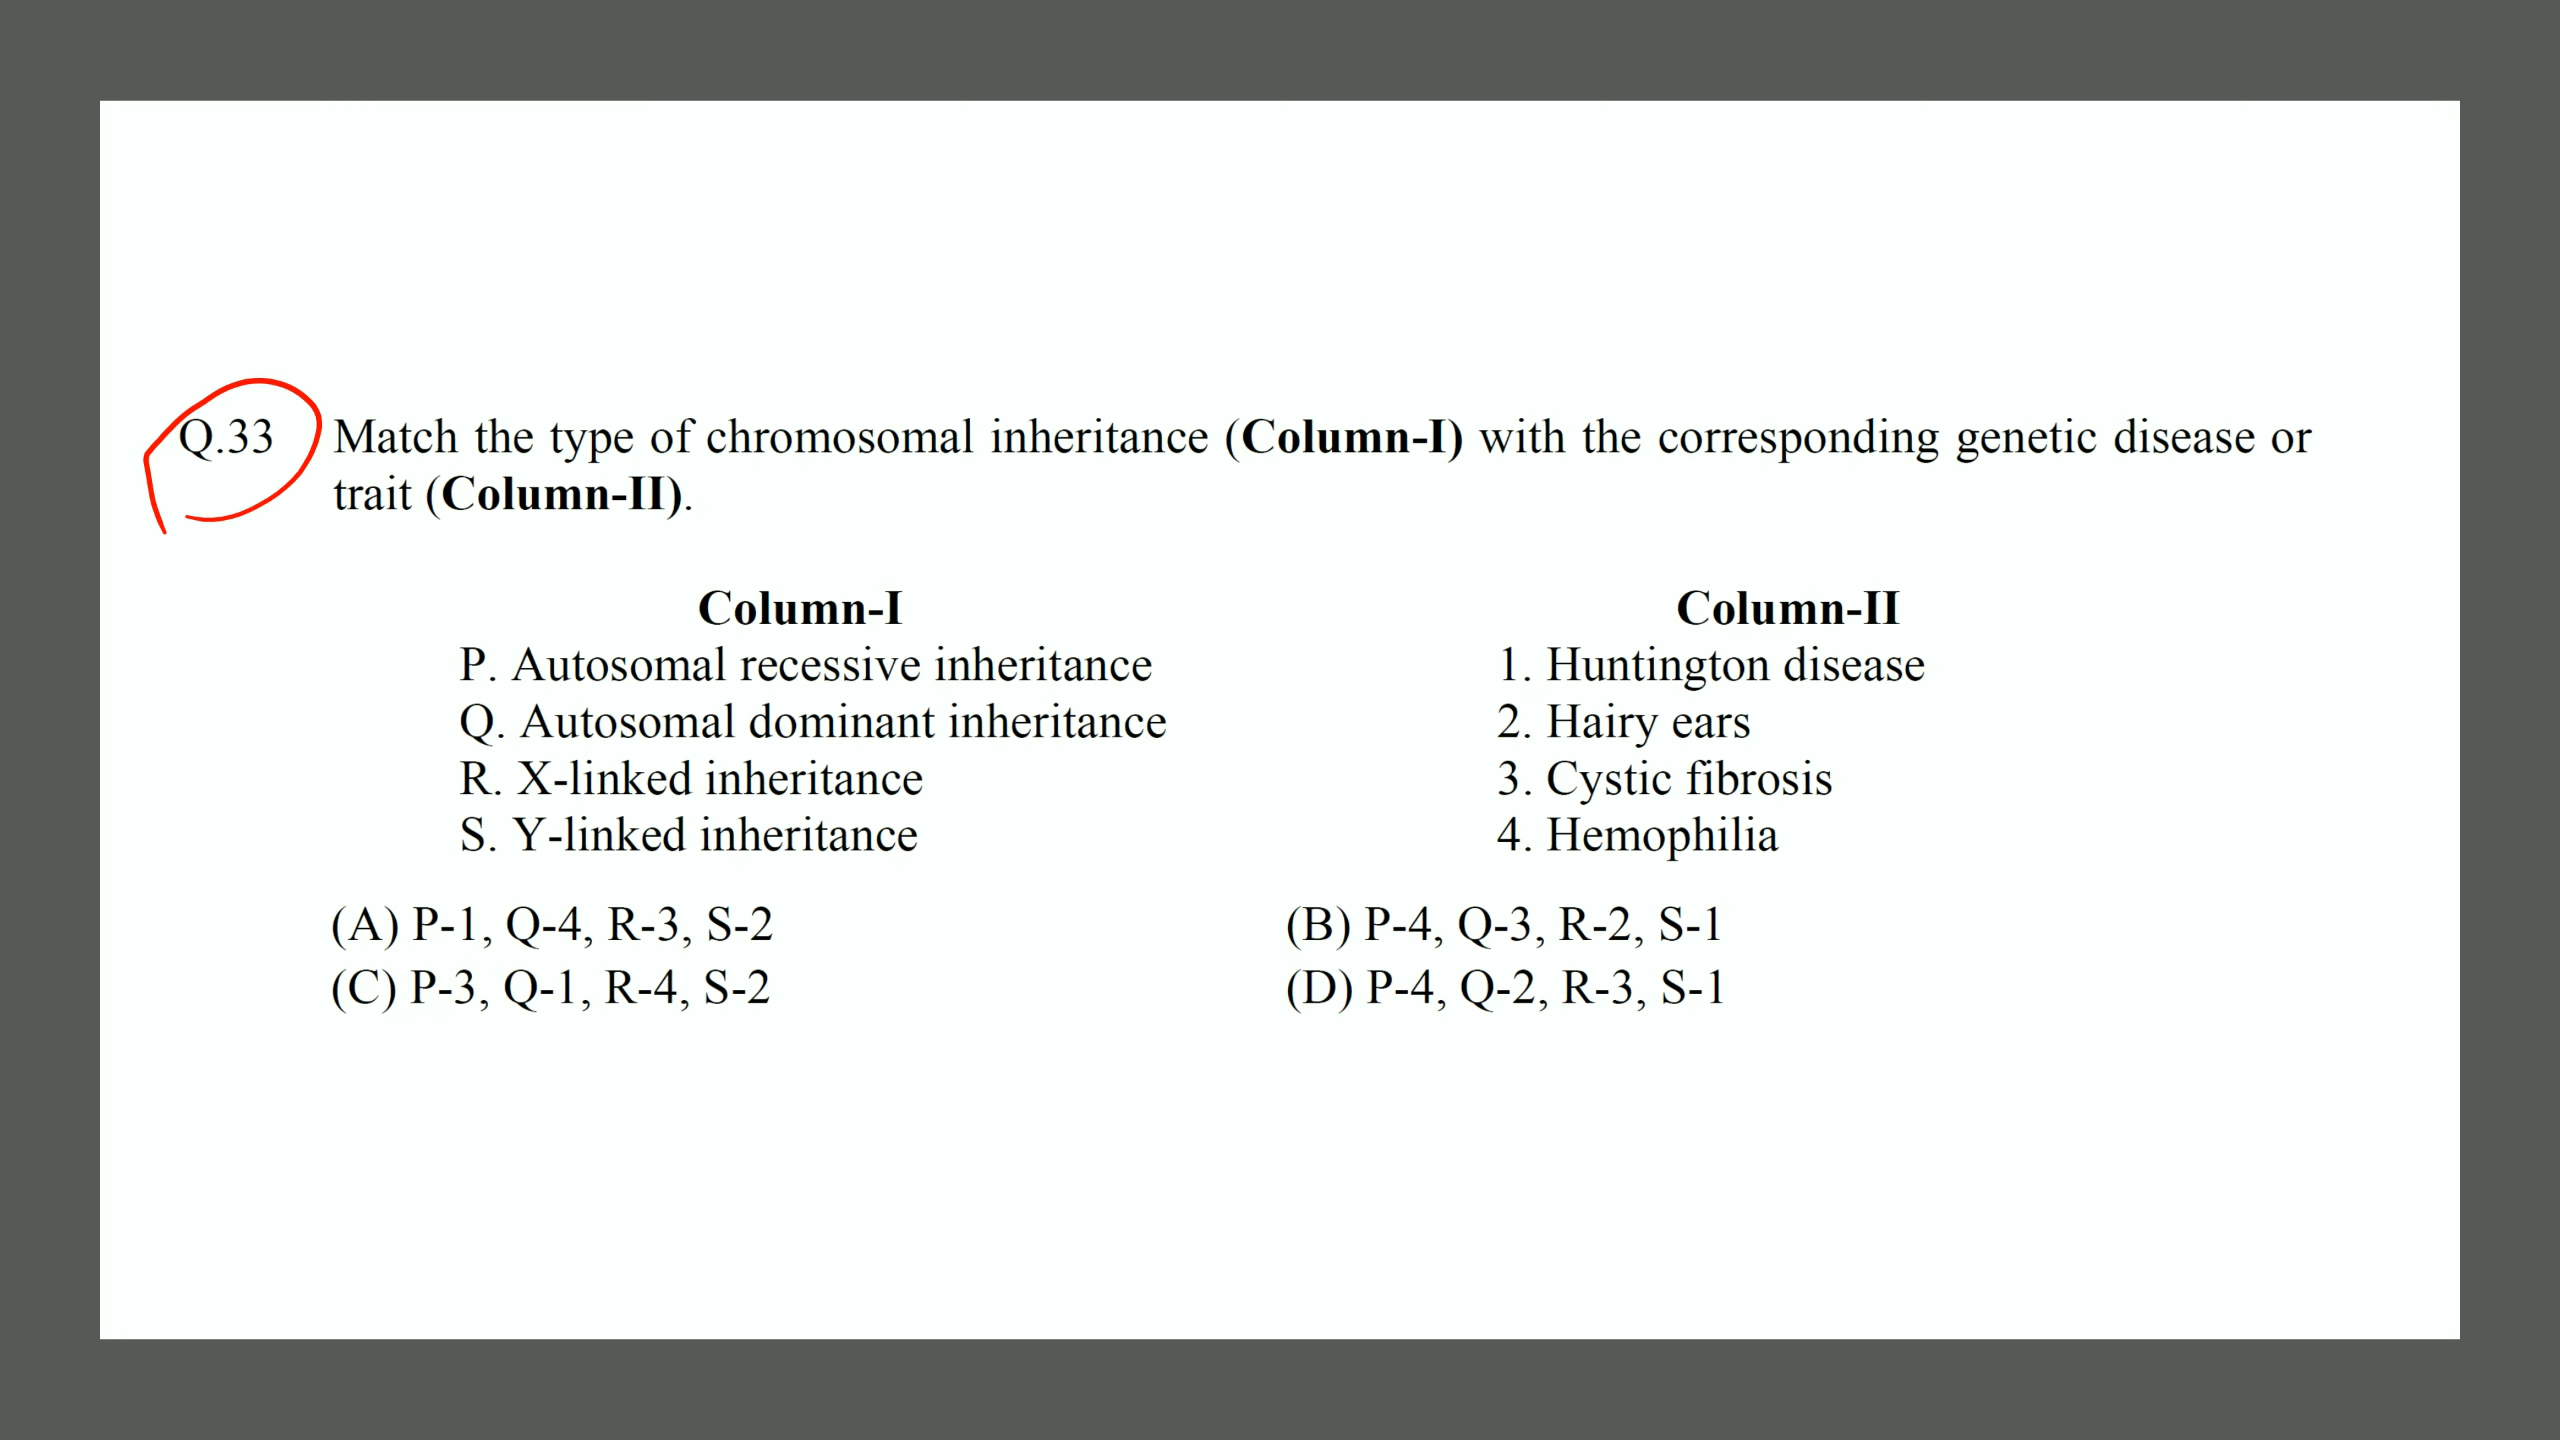 Q.33 Match the type of chromosomal inheritance (Column-I) with the corresponding genetic disease or
trait (Column-II).
Column-I Column-II
P. Autosomal recessive inheritance 1. Huntington disease
Q. Autosomal dominant inheritance 2. Hairy ears
R. X-linked inheritance 3. Cystic fibrosis
S. Y-linked inheritance 4. Hemophilia
(A) P-1, Q-4, R-3, S-2 (B) P-4, Q-3, R-2, S-1
(C) P-3, Q-1, R-4, S-2 (D) P-4, Q-2, R-3, S-1